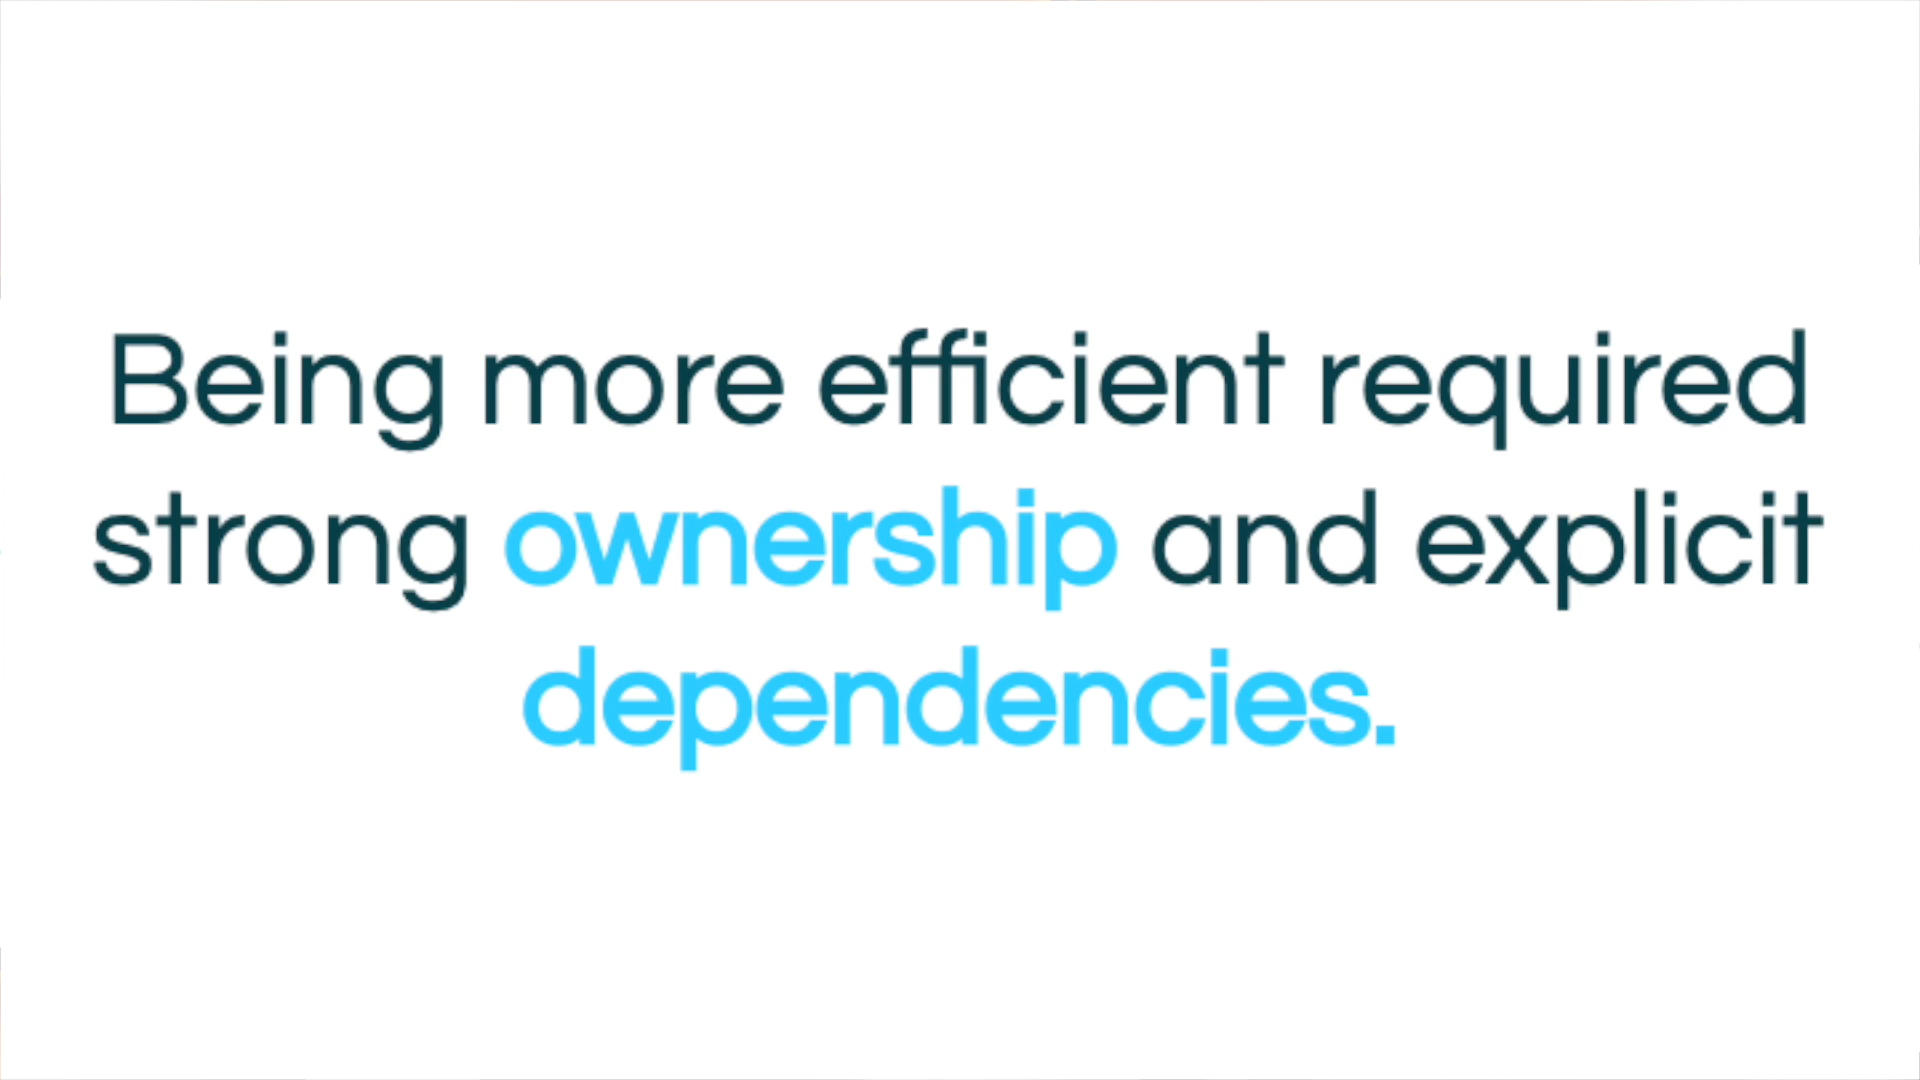 Being more efficient required
strong ownership and explicit
dependencies.